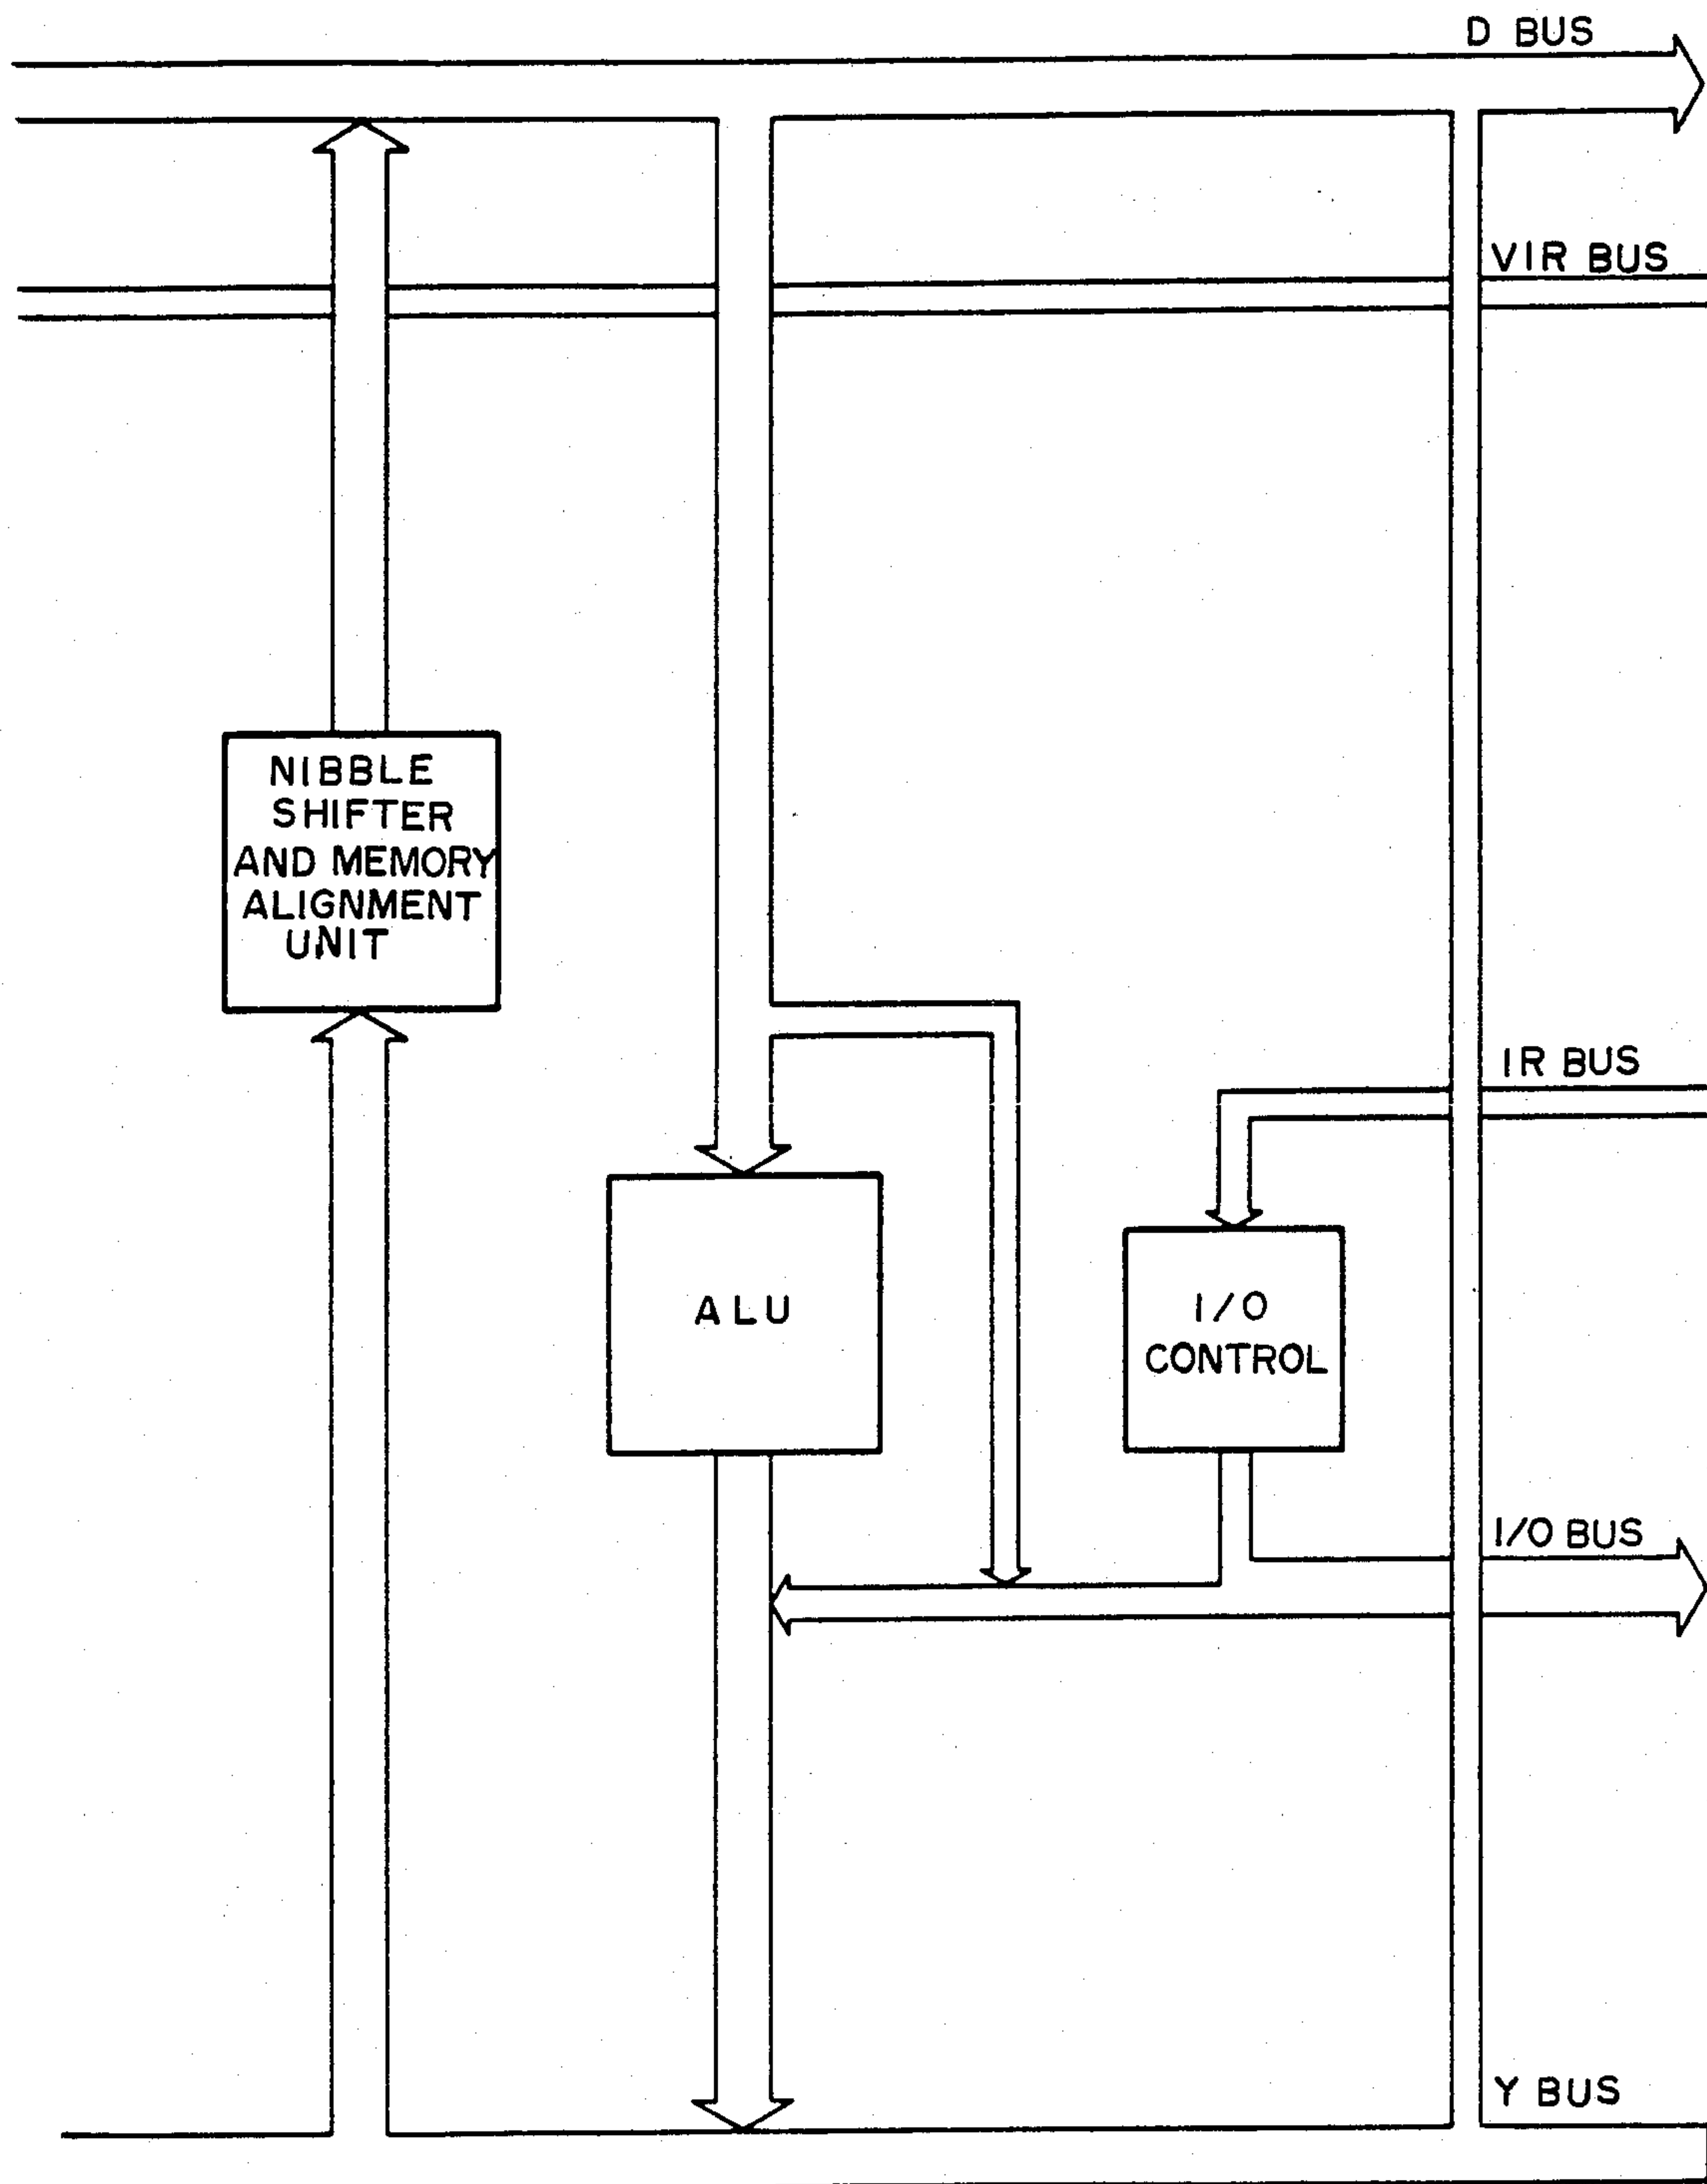 D BUS
VIR BUS
NIBBLE
SHIFTER
AND MEMORY
ALIGNMENT
UNIT
IR BUS
ALU
I/O
CONTROL
I/O BUS
Y BUS